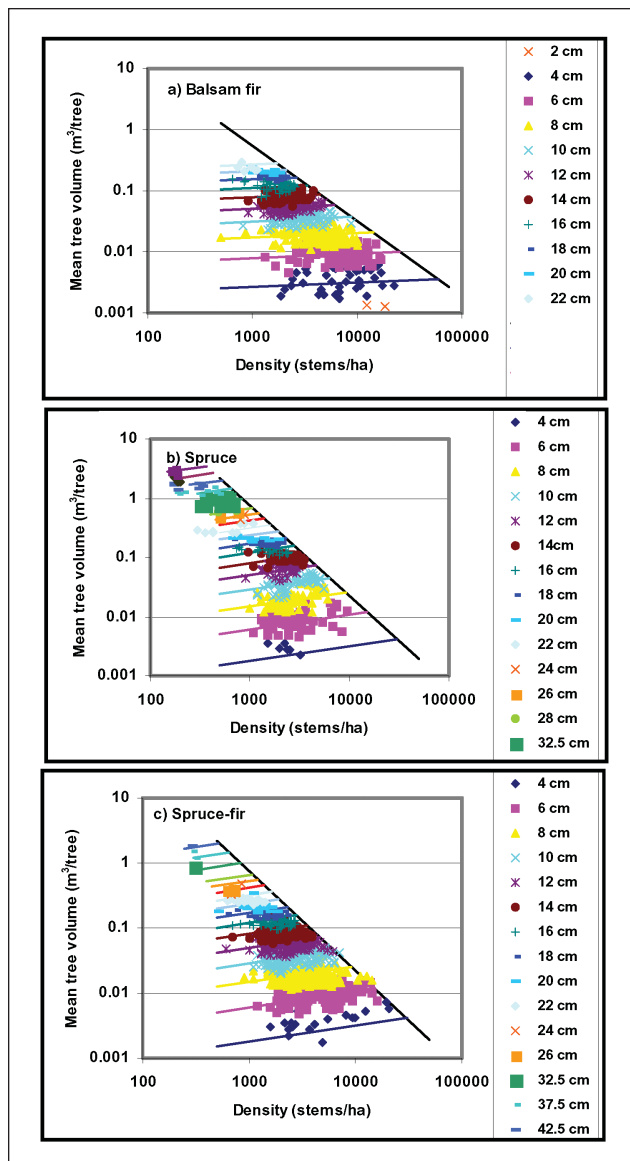 a) Balsam fir
Mean tree volume (m³/tree)
10
1
0.1
0.01
0.001
100
1000
10000
100000
Density (stems/ha)
2 cm
4 cm
6 cm
8 cm
10 cm
12 cm
14 cm
16 cm
18 cm
20 cm
22 cm
b) Spruce
Mean tree volume (m³/tree)
10
1
0.1
0.01
0.001
100
1000
10000
100000
Density (stems/ha)
4 cm
6 cm
8 cm
10 cm
12 cm
14cm
16 cm
18 cm
20 cm
22 cm
24 cm
26 cm
28 cm
32.5 cm
c) Spruce-fir
Mean tree volume (m³/tree)
10
1
0.1
0.01
0.001
100
1000
10000
100000
Density (stems/ha)
4 cm
6 cm
8 cm
10 cm
12 cm
14 cm
16 cm
18 cm
20 cm
22 cm
24 cm
26 cm
32.5 cm
37.5 cm
42.5 cm